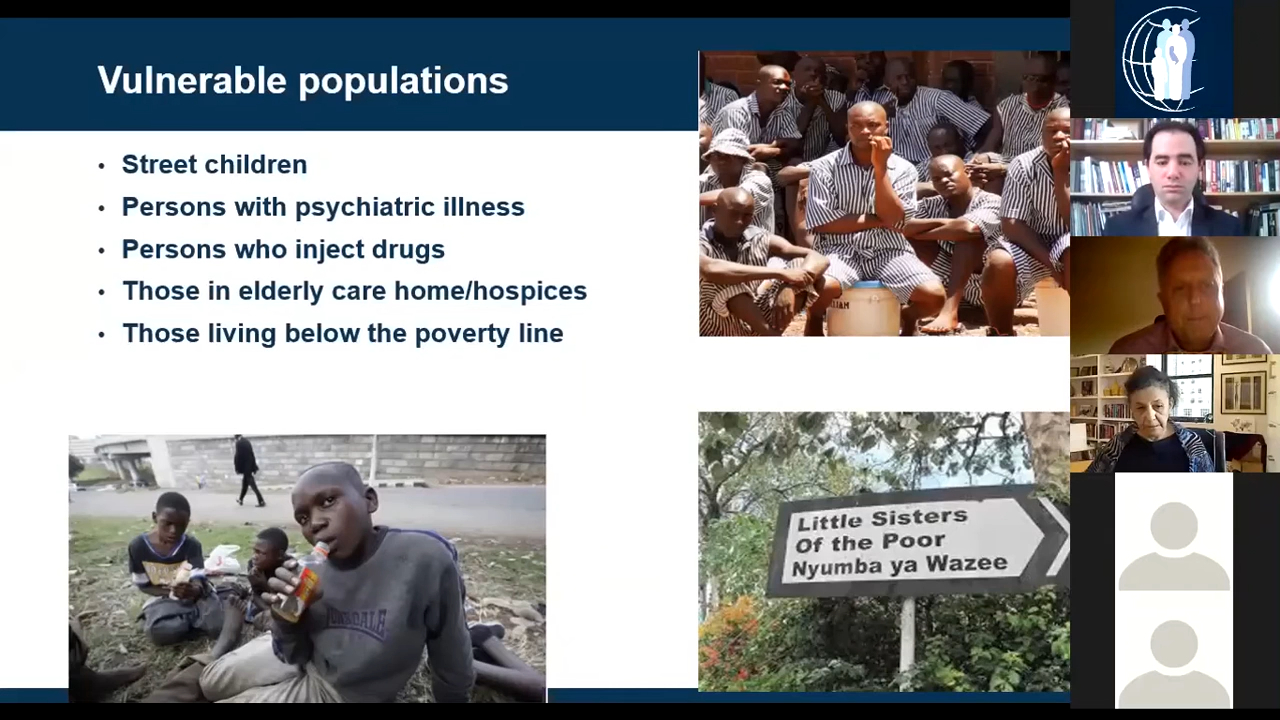 Vulnerable populations
• Street children
• Persons with psychiatric illness
• Persons who inject drugs
• Those in elderly care home/hospices
• Those living below the poverty line
Little Sisters
Of the Poor
Nyumba ya Wazee